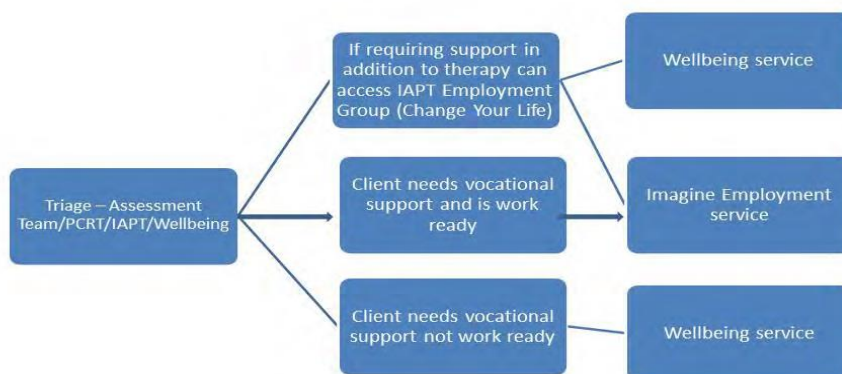 If requiring support in
addition to therapy can
access IAPT Employment
Group (Change Your Life)
Wellbeing service
Triage – Assessment
Team/PCRT/IAPT/Wellbeing
Client needs vocational
support and is work
ready
Imagine Employment
service
Client needs vocational
support not work ready
Wellbeing service